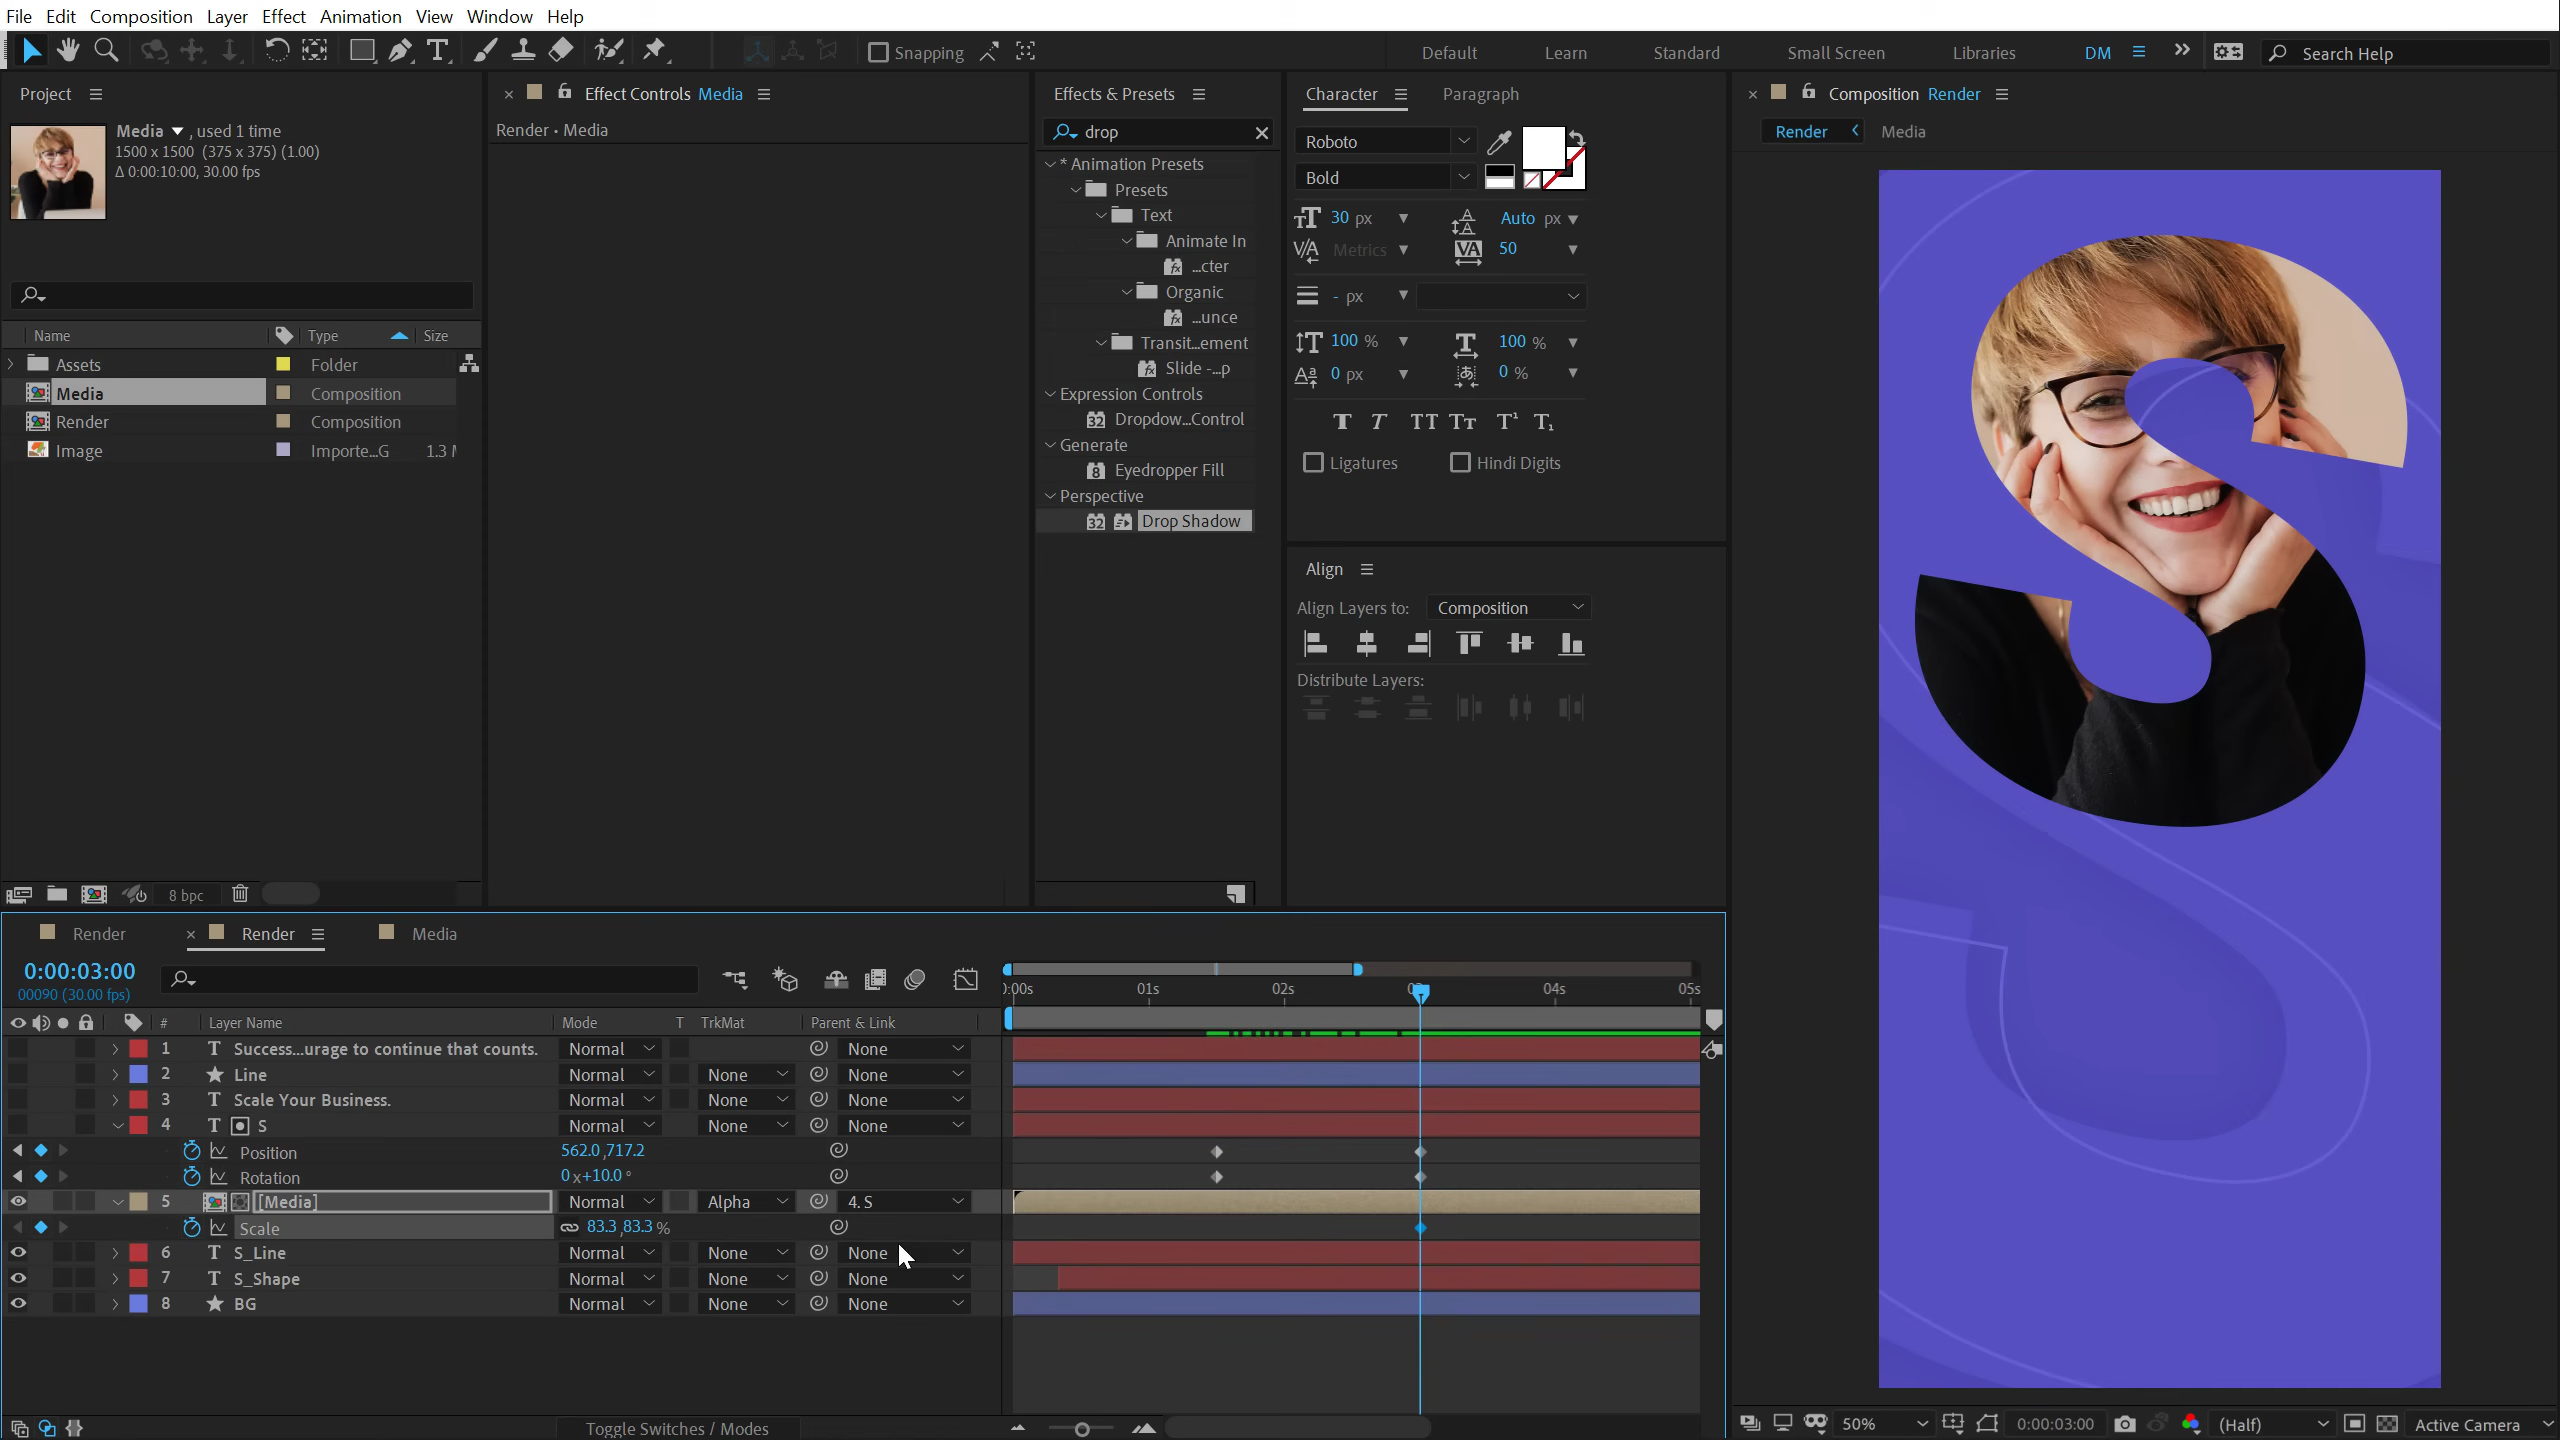 File Edit Composition Layer Effect Animation View Window Help
Snapping Default Learn Standard Small Screen Libraries DM Search Help
Project
Media , used 1 time
1500 x 1500 (375 x 375) (1.00)
Δ 0:00:10:00, 30.00 fps
Name Type Size
Assets Folder
Media Composition
Render Composition
Image Importe...G 1.3 M
8 bpc
Effect Controls Media
Render • Media
Effects & Presets
drop
* Animation Presets
Presets
Text
Animate In
...cter
Organic
...unce
Transit...ement
Slide -...p
Expression Controls
32 Dropdow...Control
Generate
8 Eyedropper Fill
Perspective
32 Drop Shadow
Character Paragraph
Roboto
Bold
30 px Auto px
Metrics 50
- px
100 % 100 %
0 px 0 %
Ligatures Hindi Digits
Align
Align Layers to: Composition
Distribute Layers:
Composition Render
Render Media
Render Render Media
0:00:03:00
00090 (30.00 fps)
):00s 01s 02s 04s 05s
# Layer Name Mode T TrkMat Parent & Link
1 T Success...urage to continue that counts. Normal None
2 Line Normal None None
3 T Scale Your Business. Normal None None
4 T S Normal None None
Position 562.0,717.2
Rotation 0x+10.0°
5 [Media] Normal Alpha 4. S
Scale 83.3,83.3%
6 T S_Line Normal None None
7 T S_Shape Normal None None
8 BG Normal None None
Toggle Switches / Modes
50% 0:00:03:00 (Half) Active Camera